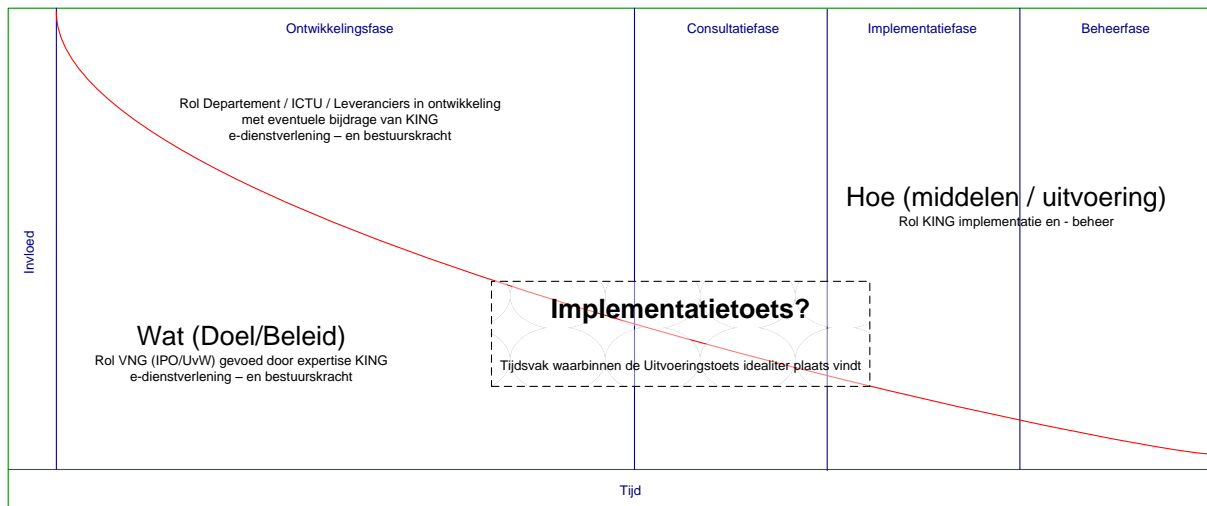 Ontwikkelingsfase
Consultatiefase
Implementatiefase
Beheerfase
Rol Departement / ICTU / Leveranciers in ontwikkeling
met eventuele bijdrage van KING
e-dienstverlening – en bestuurskracht
Hoe (middelen / uitvoering)
Rol KING implementatie en - beheer
Invloed
Implementatietoets?
Tijdsvak waarbinnen de Uitvoeringstoets idealiter plaats vindt
Wat (Doel/Beleid)
Rol VNG (IPO/UvW) gevoed door expertise KING
e-dienstverlening – en bestuurskracht
Tijd